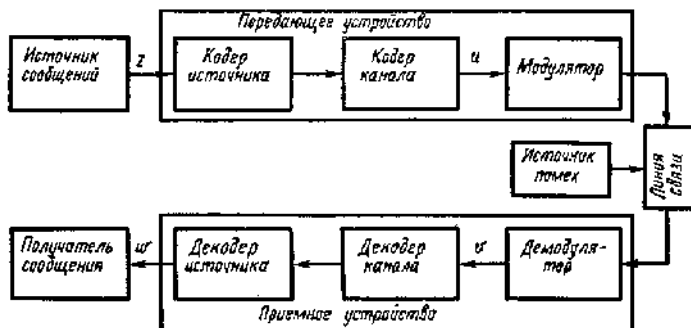 Передающее устройство
Источник
сообщений
z
Кодер
источника
Кодер
канала
u
Модулятор
Источник
помех
Линия
связи
Получатель
сообщения
w
Декодер
источника
Декодер
канала
v
Демодуля-
тор
Приемное устройство